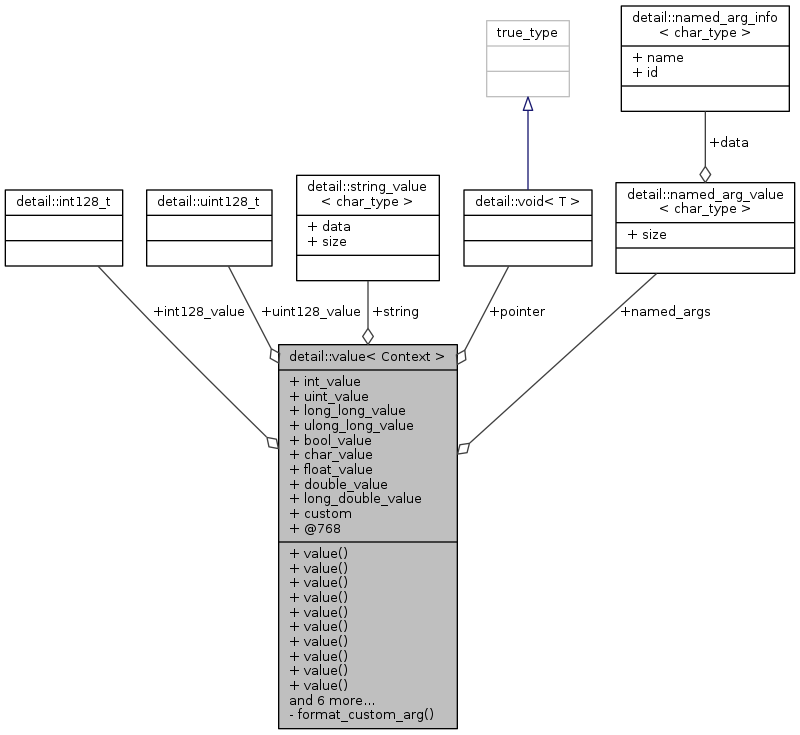 true_type
detail::named_arg_info
< char_type >
+ name
+ id
+data
detail::int128_t
detail::uint128_t
detail::string_value
< char_type >
+ data
+ size
detail::void< T >
detail::named_arg_value
< char_type >
+ size
+int128_value
+uint128_value
+string
+pointer
+named_args
detail::value< Context >
+ int_value
+ uint_value
+ long_long_value
+ ulong_long_value
+ bool_value
+ char_value
+ float_value
+ double_value
+ long_double_value
+ custom
+ @768
+ value()
+ value()
+ value()
+ value()
+ value()
+ value()
+ value()
+ value()
+ value()
+ value()
and 6 more...
- format_custom_arg()